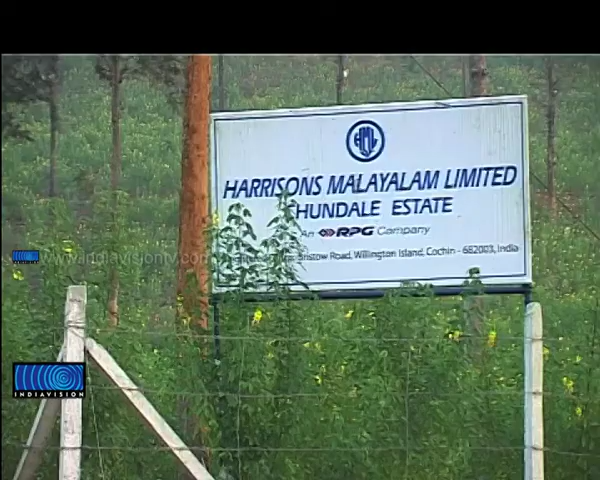 HML
HARRISONS MALAYALAM LIMITED
HUNDALE ESTATE
An RPG Company
Bristow Road, Willington Island, Cochin - 682003, India
www.indiavisiontv.com
INDIAVISION